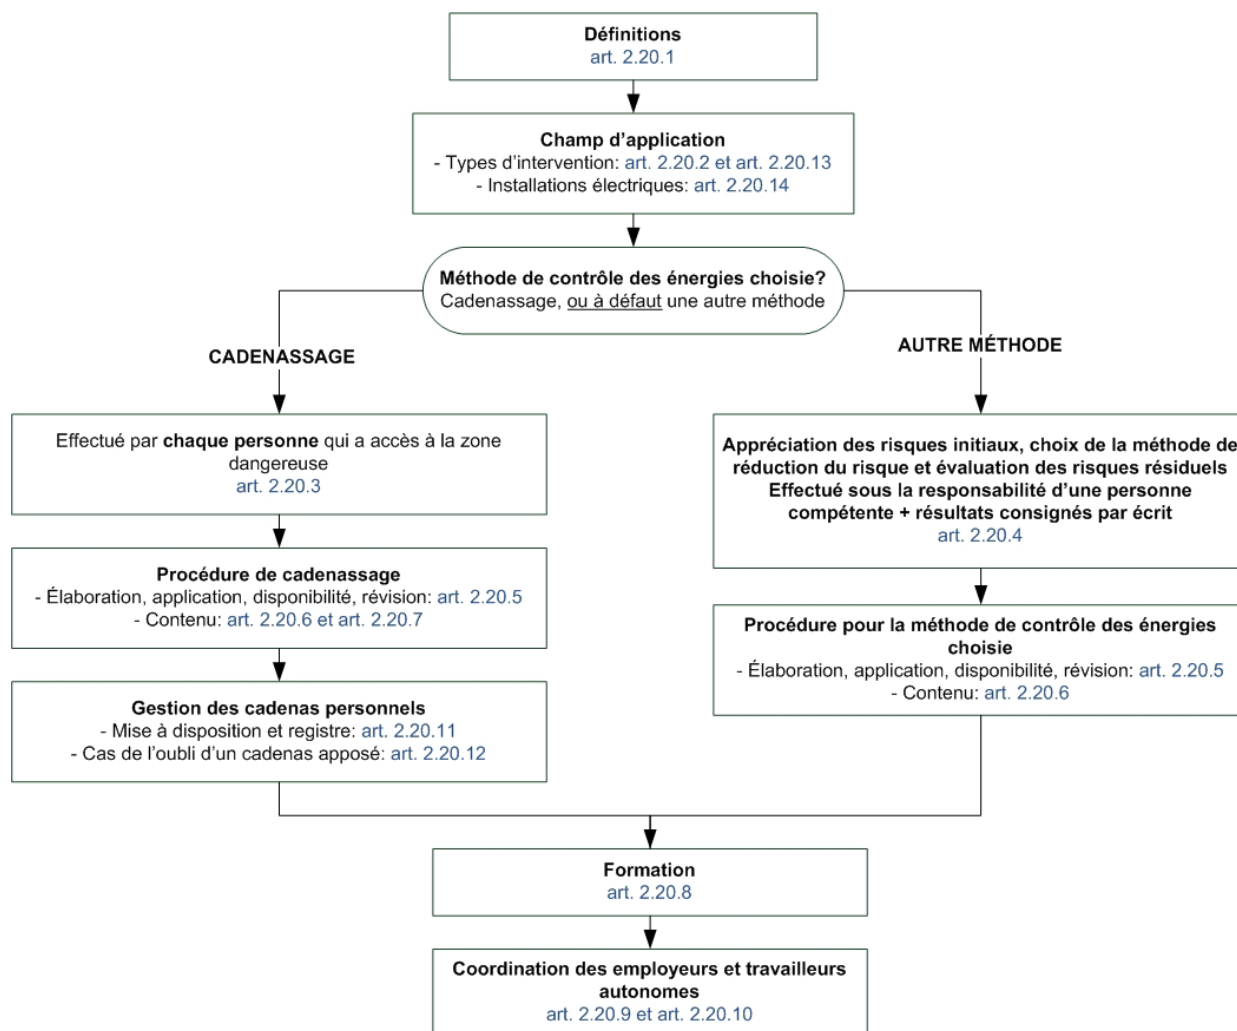 Définitions
art. 2.20.1
Champ d’application
- Types d’intervention: art. 2.20.2 et art. 2.20.13
- Installations électriques: art. 2.20.14
Méthode de contrôle des énergies choisie?
Cadenassage, ou à défaut une autre méthode
CADENASSAGE
AUTRE MÉTHODE
Effectué par chaque personne qui a accès à la zone
dangereuse
art. 2.20.3
Procédure de cadenassage
- Élaboration, application, disponibilité, révision: art. 2.20.5
- Contenu: art. 2.20.6 et art. 2.20.7
Gestion des cadenas personnels
- Mise à disposition et registre: art. 2.20.11
- Cas de l’oubli d’un cadenas apposé: art. 2.20.12
Appréciation des risques initiaux, choix de la méthode de
réduction du risque et évaluation des risques résiduels
Effectué sous la responsabilité d’une personne
compétente + résultats consignés par écrit
art. 2.20.4
Procédure pour la méthode de contrôle des énergies
choisie
- Élaboration, application, disponibilité, révision: art. 2.20.5
- Contenu: art. 2.20.6
Formation
art. 2.20.8
Coordination des employeurs et travailleurs
autonomes
art. 2.20.9 et art. 2.20.10